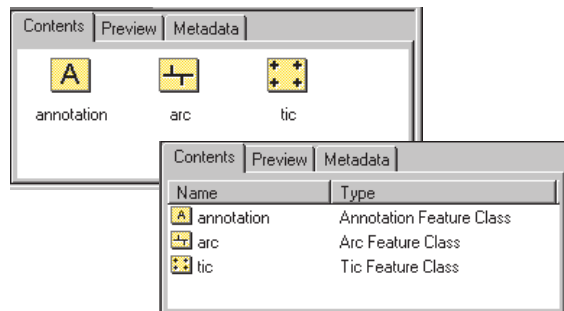 Contents Preview Metadata
A
annotation arc tic
Contents Preview Metadata
Name Type
A annotation Annotation Feature Class
arc Arc Feature Class
tic Tic Feature Class